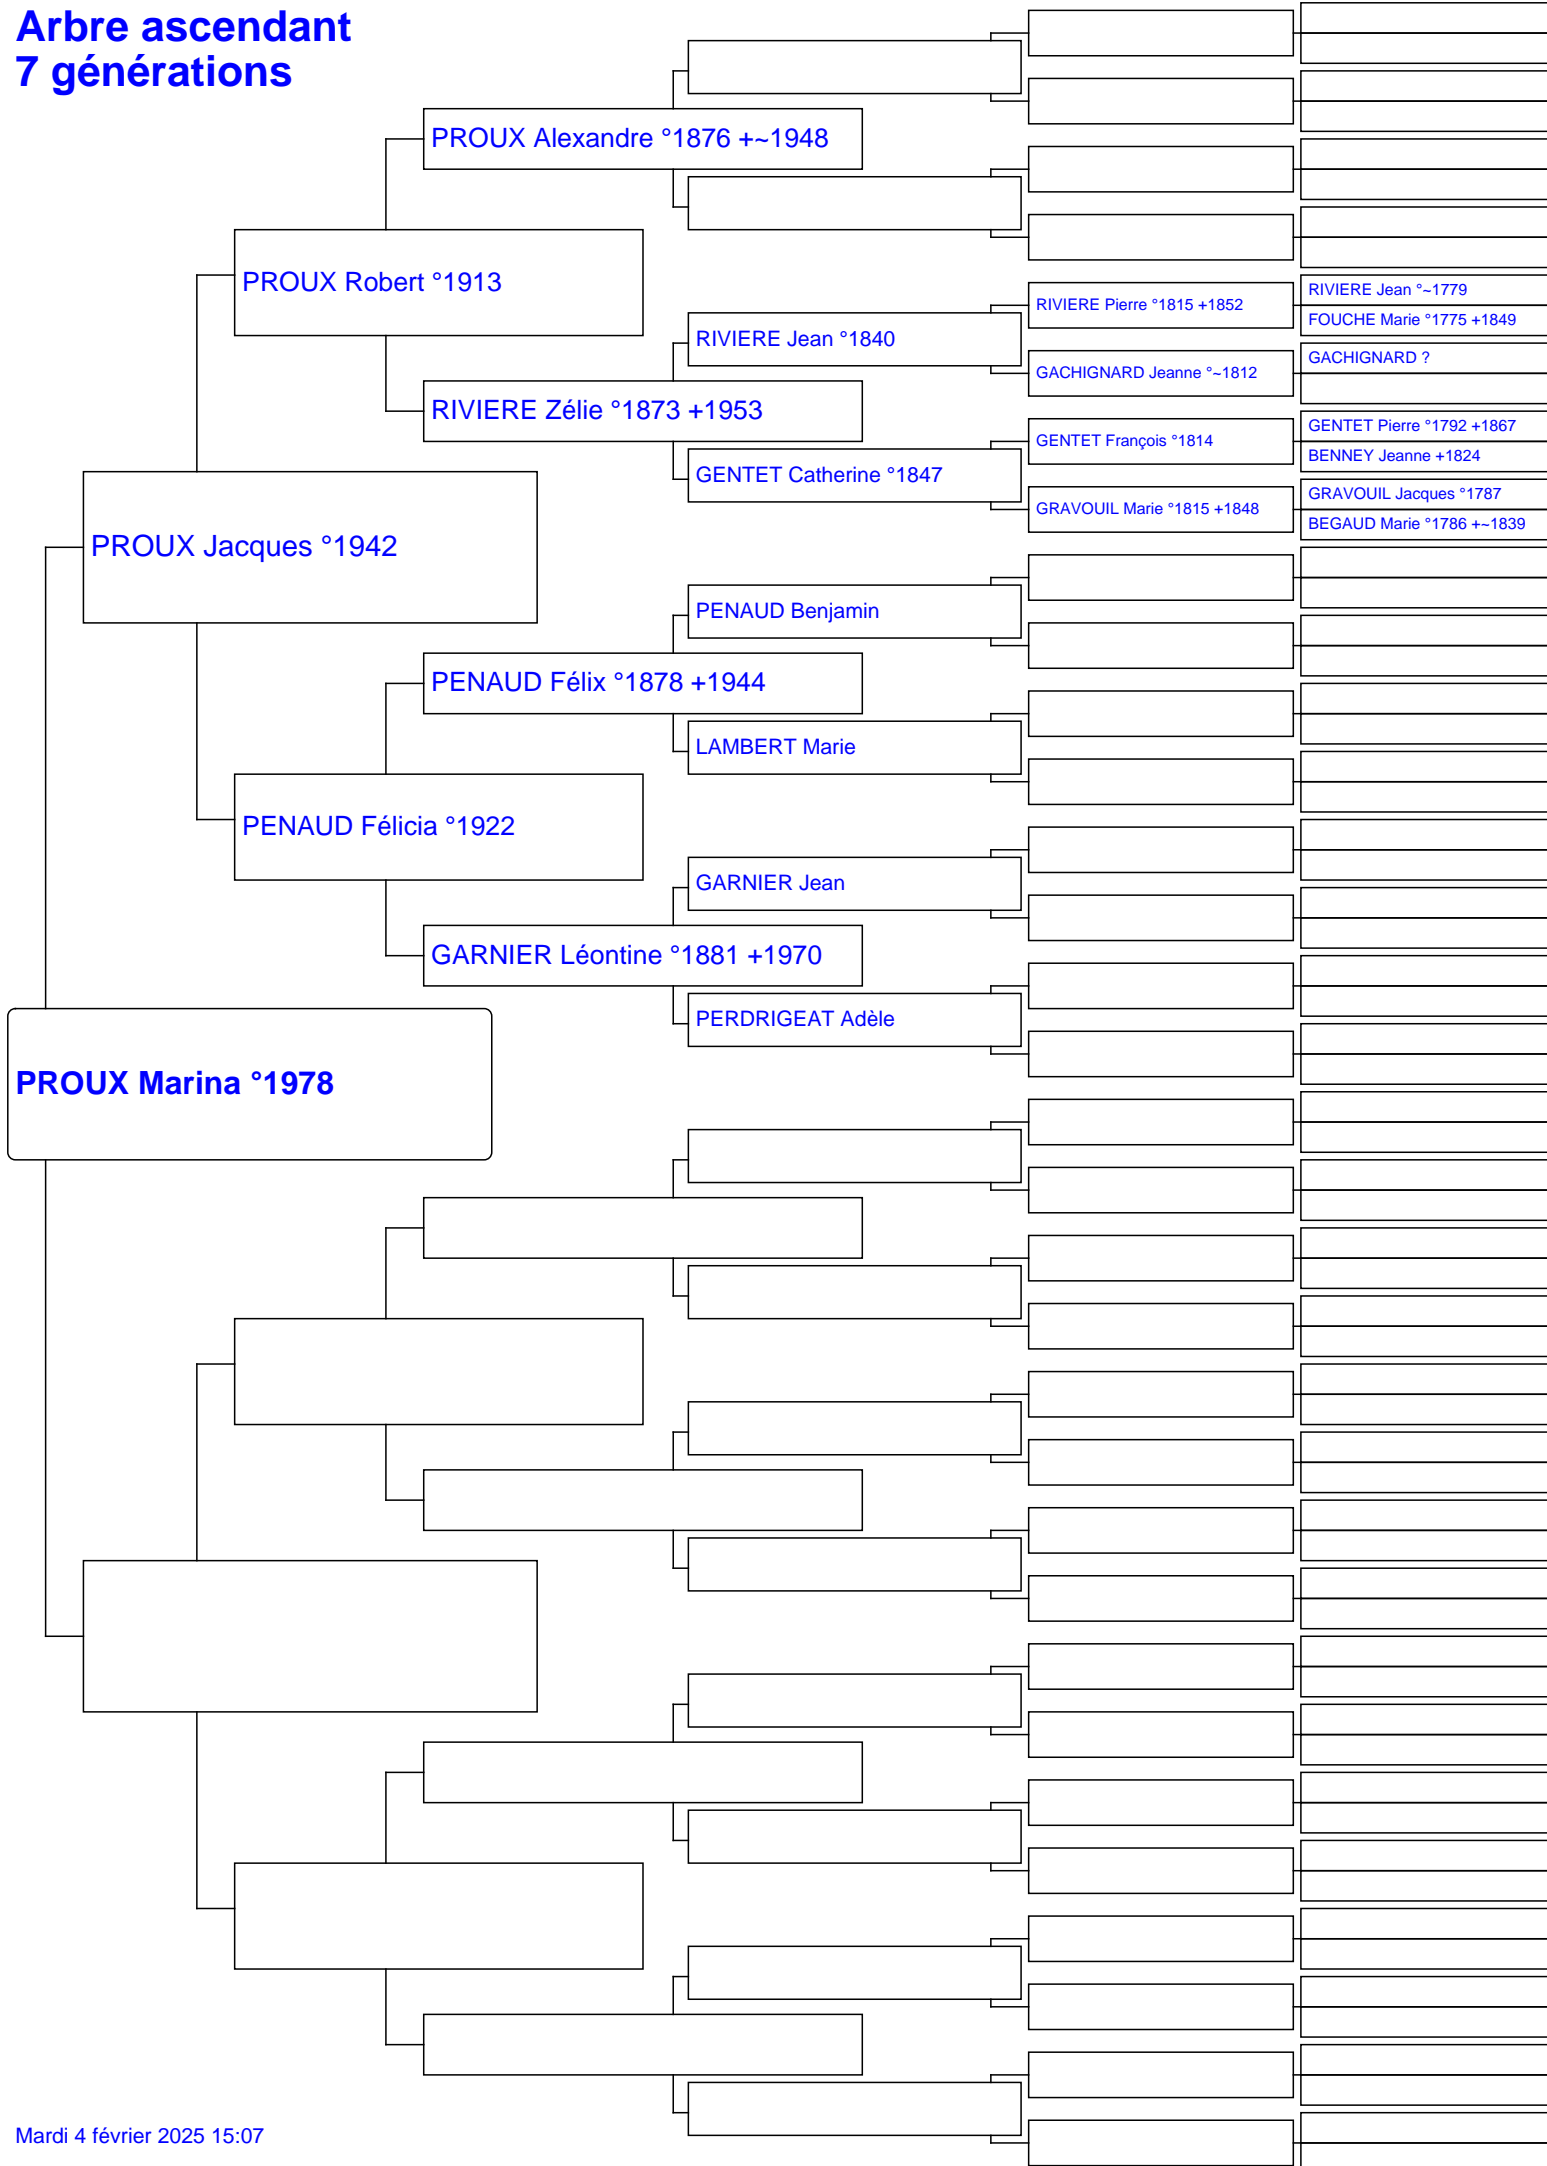 Arbre ascendant
7 générations
PROUX Alexandre °1876 +~1948
PROUX Robert °1913
RIVIERE Jean °~1779
RIVIERE Pierre °1815 +1852
FOUCHE Marie °1775 +1849
RIVIERE Jean °1840
GACHIGNARD ?
GACHIGNARD Jeanne °~1812
RIVIERE Zélie °1873 +1953
GENTET Pierre °1792 +1867
GENTET François °1814
BENNEY Jeanne +1824
GENTET Catherine °1847
GRAVOUIL Jacques °1787
GRAVOUIL Marie °1815 +1848
BEGAUD Marie °1786 +~1839
PROUX Jacques °1942
PENAUD Benjamin
PENAUD Félix °1878 +1944
LAMBERT Marie
PENAUD Félicia °1922
GARNIER Jean
GARNIER Léontine °1881 +1970
PERDRIGEAT Adèle
PROUX Marina °1978
Mardi 4 février 2025 15:07